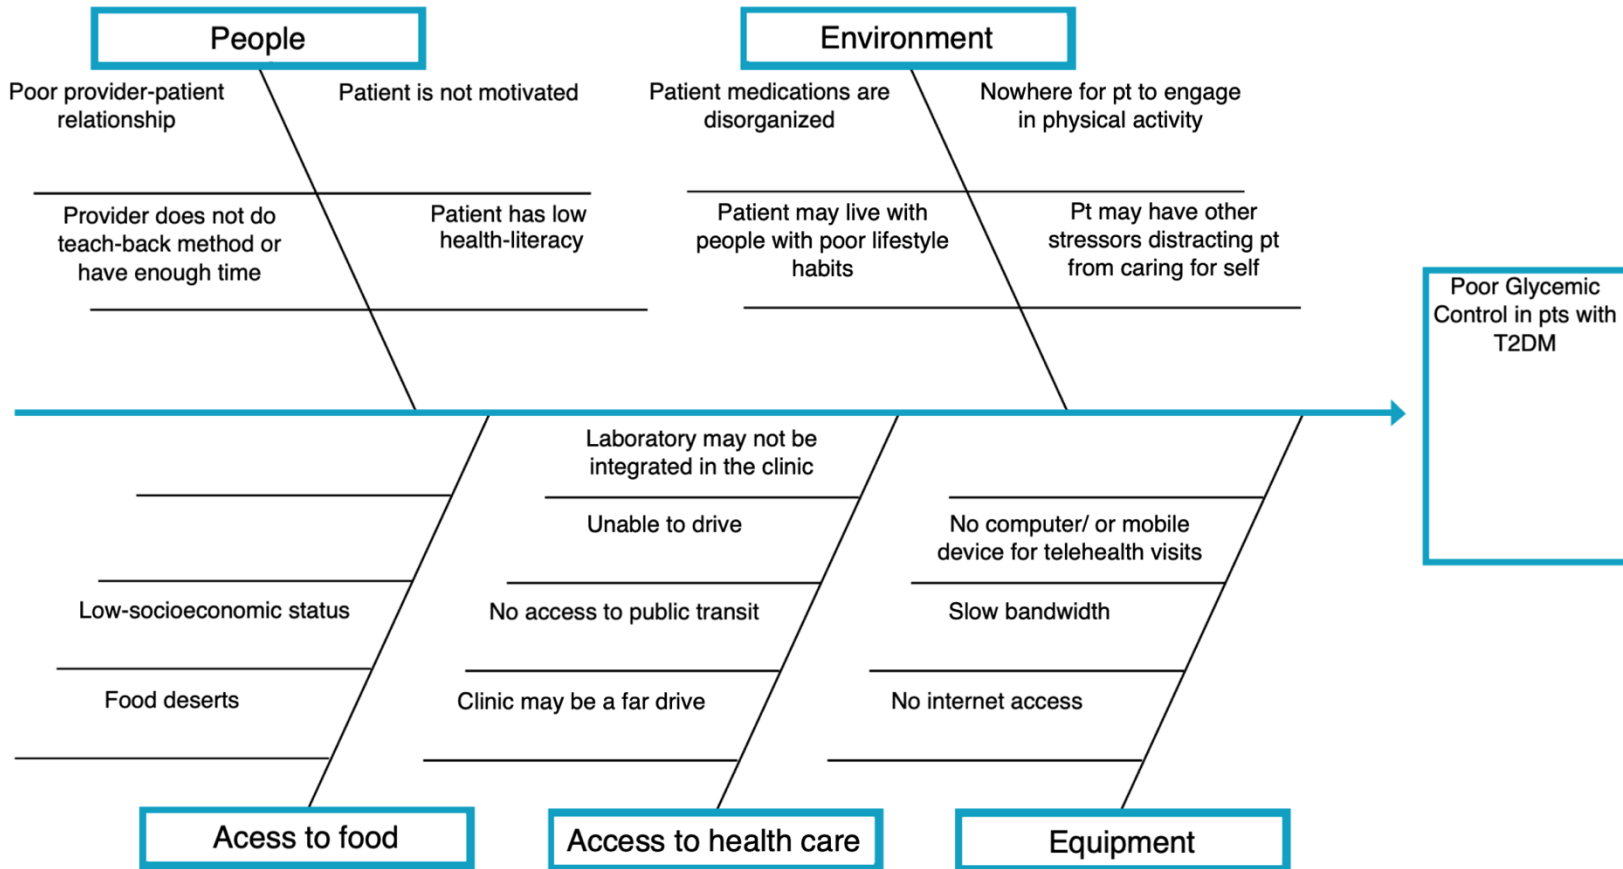 People
Environment
Poor provider-patient
relationship
Patient is not motivated
Patient medications are
disorganized
Nowhere for pt to engage
in physical activity
Provider does not do
teach-back method or
have enough time
Patient has low
health-literacy
Patient may live with
people with poor lifestyle
habits
Pt may have other
stressors distracting pt
from caring for self
Poor Glycemic
Control in pts with
T2DM
Laboratory may not be
integrated in the clinic
Unable to drive
No computer/ or mobile
device for telehealth visits
Low-socioeconomic status
No access to public transit
Slow bandwidth
Food deserts
Clinic may be a far drive
No internet access
Acess to food
Access to health care
Equipment